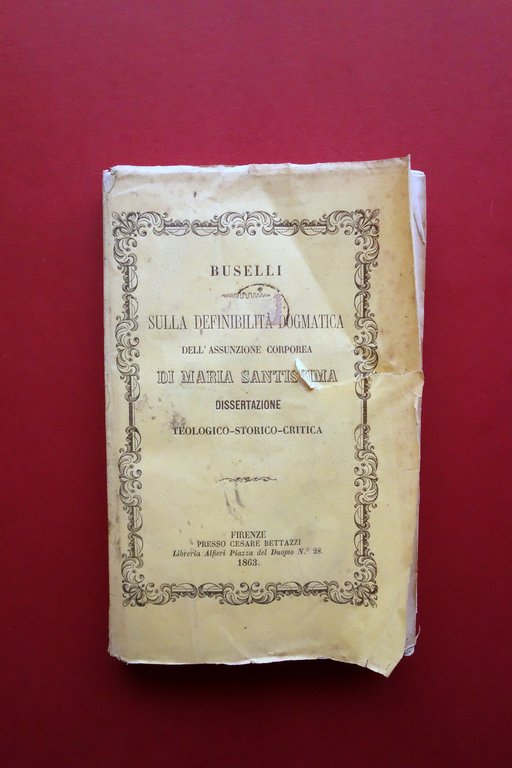 BUSELLI
SULLA DEFINIBILITÀ DOGMATICA
DELL'ASSUNZIONE CORPOREA
DI MARIA SANTISSIMA
DISSERTAZIONE
TEOLOGICO-STORICO-CRITICA
FIRENZE
PRESSO CESARE BETTAZZI
Libreria Alfieri Piazza del Duomo N.° 28.
1863.